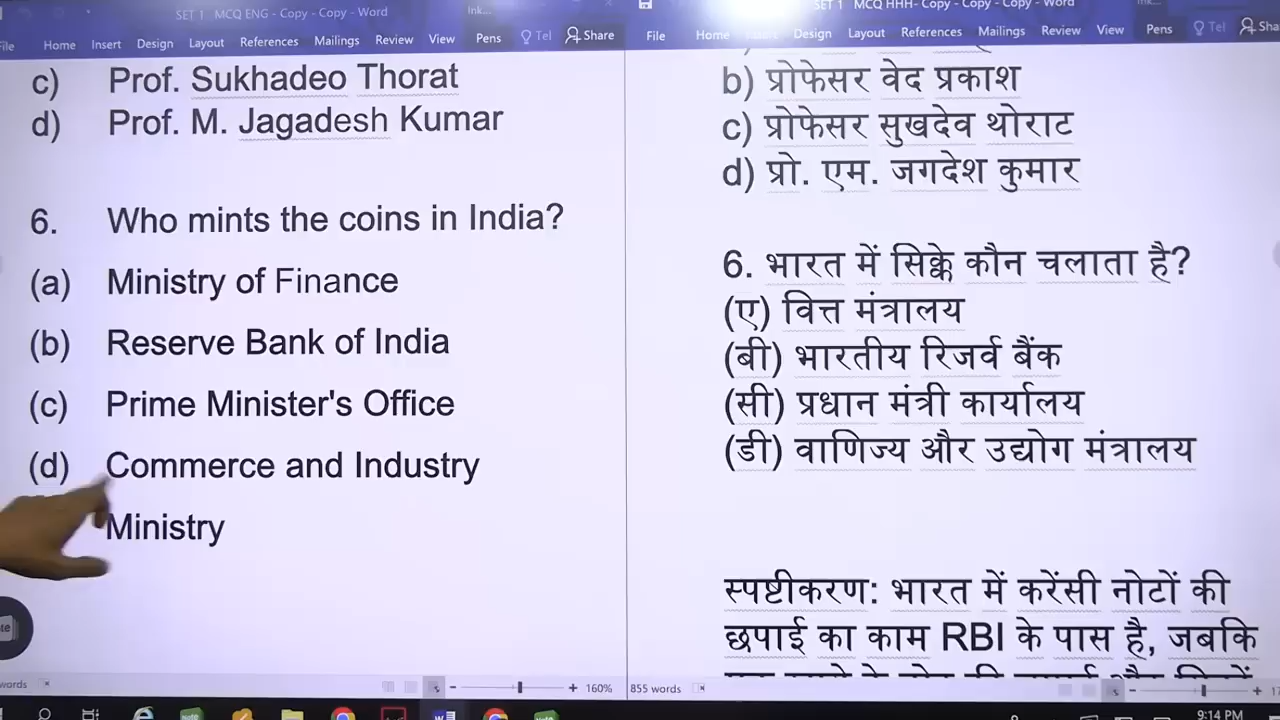 SET 1 MCQ ENG - Copy - Copy - Word
Ink...
File Home Insert Design Layout References Mailings Review View Pens Tel Share
c) Prof. Sukhadeo Thorat
d) Prof. M. Jagadesh Kumar
6. Who mints the coins in India?
(a) Ministry of Finance
(b) Reserve Bank of India
(c) Prime Minister's Office
(d) Commerce and Industry
Ministry
words
160%
SET 1 MCQ HHH- Copy - Copy - Copy - Word
File Home Design Layout References Mailings Review View Pens Tel
b) प्रोफेसर वेद प्रकाश
c) प्रोफेसर सुखदेव थोराट
d) प्रो. एम. जगदेश कुमार
6. भारत में सिक्के कौन चलाता है?
(ए) वित्त मंत्रालय
(बी) भारतीय रिजर्व बैंक
(सी) प्रधान मंत्री कार्यालय
(डी) वाणिज्य और उद्योग मंत्रालय
स्पष्टीकरण: भारत में करेंसी नोटों की
छपाई का काम RBI के पास है, जबकि
855 words
9:14 PM